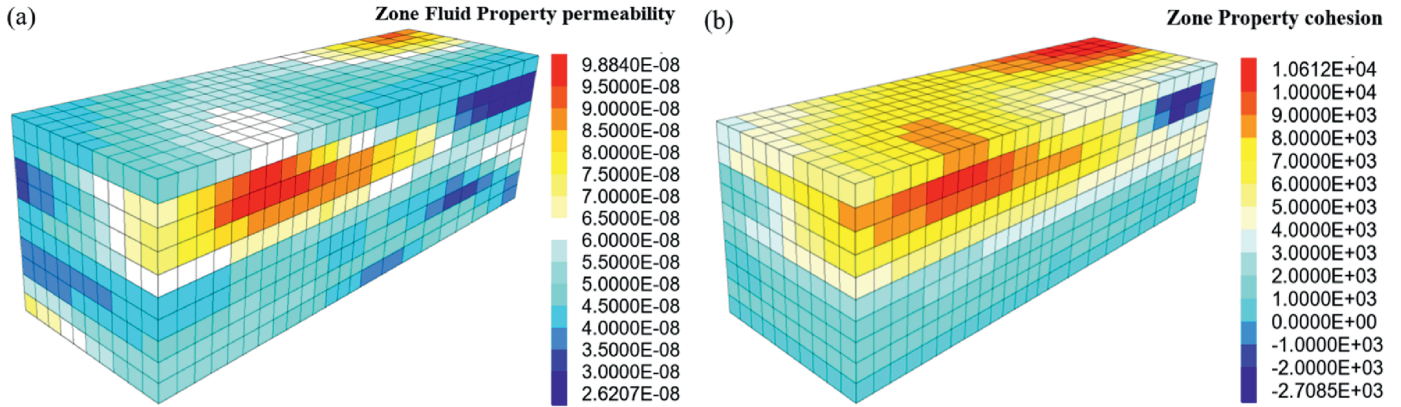 (a)
Zone Fluid Property permeability
9.8840E-08
9.5000E-08
9.0000E-08
8.5000E-08
8.0000E-08
7.5000E-08
7.0000E-08
6.5000E-08
6.0000E-08
5.5000E-08
5.0000E-08
4.5000E-08
4.0000E-08
3.5000E-08
3.0000E-08
2.6207E-08
(b)
Zone Property cohesion
1.0612E+04
1.0000E+04
9.0000E+03
8.0000E+03
7.0000E+03
6.0000E+03
5.0000E+03
4.0000E+03
3.0000E+03
2.0000E+03
1.0000E+03
0.0000E+00
-1.0000E+03
-2.0000E+03
-2.7085E+03